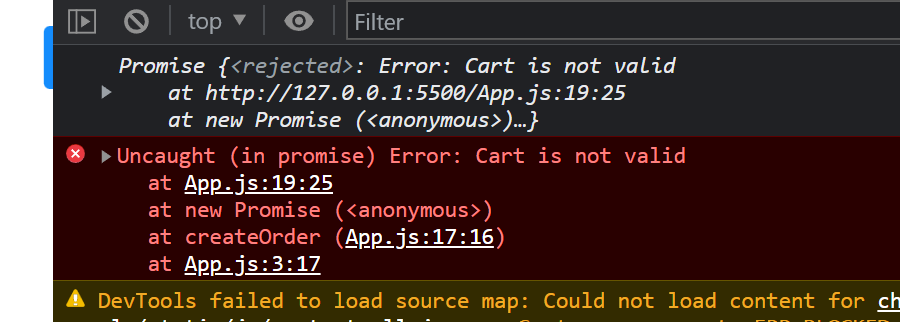 top ▼
Filter
Promise {<rejected>: Error: Cart is not valid
at http://127.0.0.1:5500/App.js:19:25
at new Promise (<anonymous>)…}
Uncaught (in promise) Error: Cart is not valid
at App.js:19:25
at new Promise (<anonymous>)
at createOrder (App.js:17:16)
at App.js:3:17
DevTools failed to load source map: Could not load content for ch